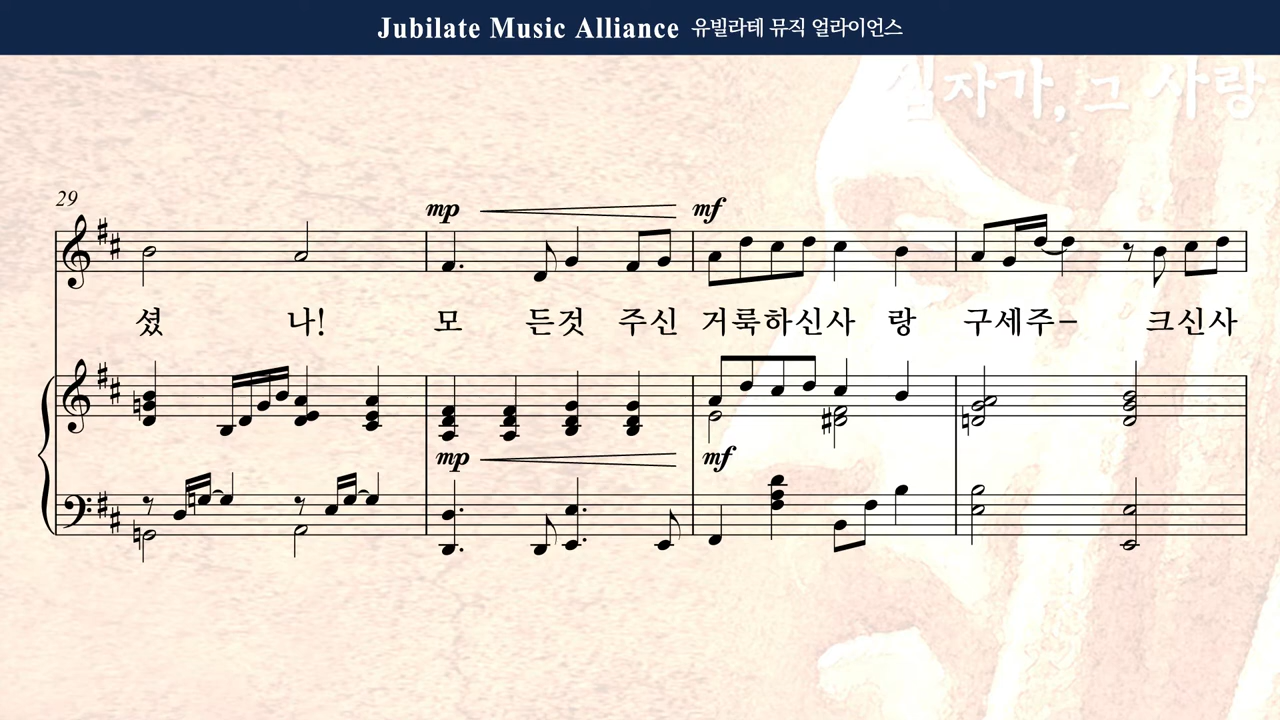 Jubilate Music Alliance 유빌라테 뮤직 얼라이언스
십자가, 그 사랑
29
mp mf
셨 나! 모 든것 주신 거룩하신사 랑 구세주– 크신사
mp mf